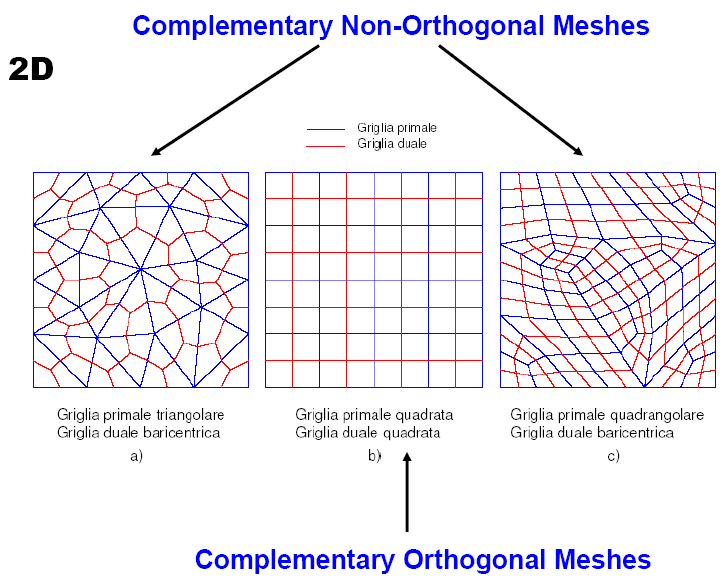 Complementary Non-Orthogonal Meshes
2D
Griglia primale
Griglia duale
Griglia primale triangolare
Griglia duale baricentrica
a)
Griglia primale quadrata
Griglia duale quadrata
b)
Griglia primale quadrangolare
Griglia duale baricentrica
c)
Complementary Orthogonal Meshes